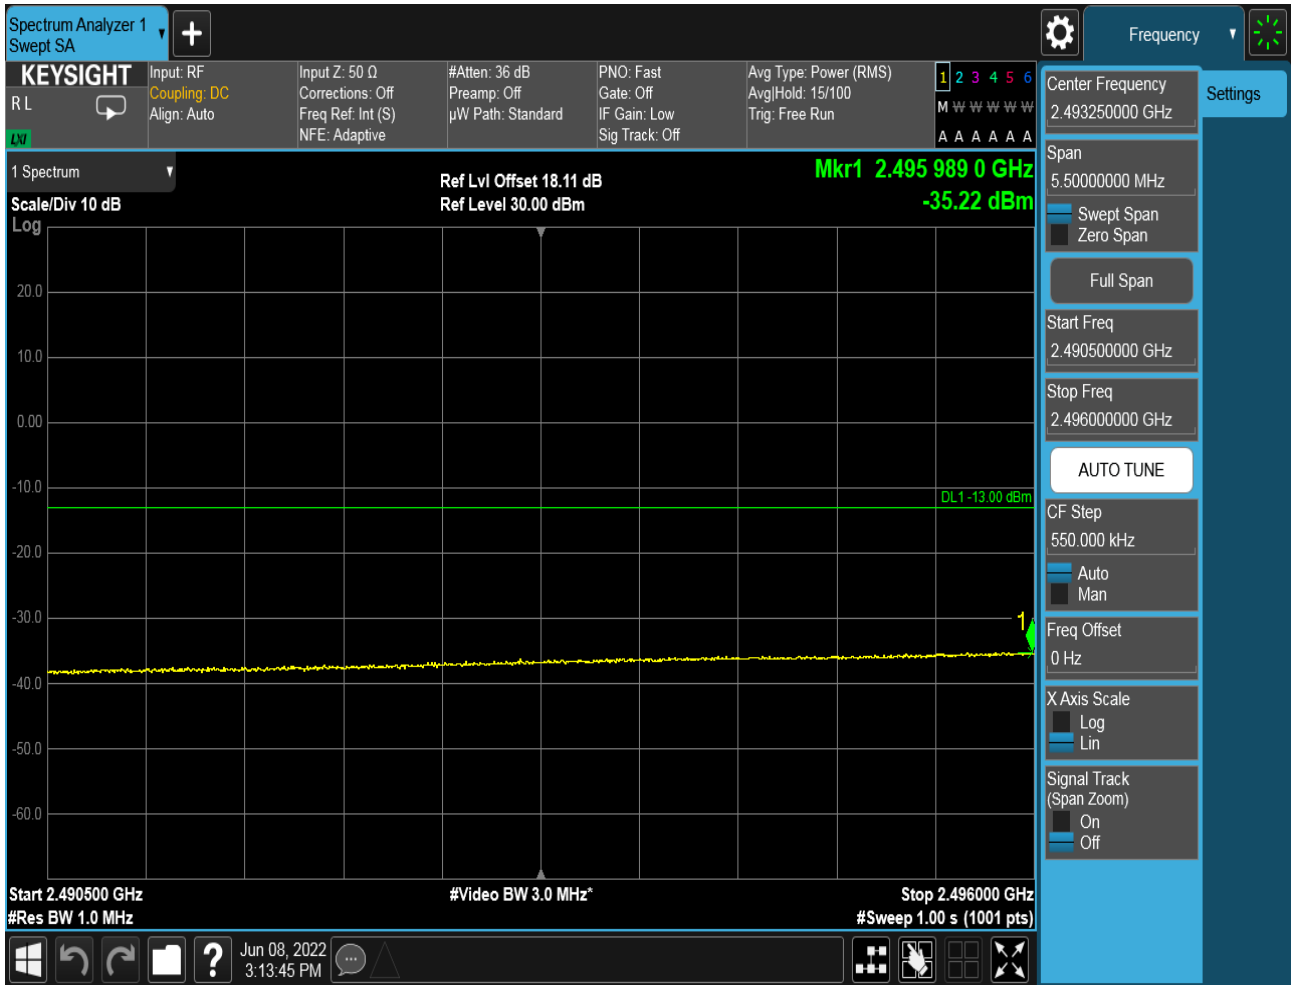 Spectrum Analyzer 1
Swept SA
Frequency
KEYSIGHT
R L
LXI
Input: RF
Coupling: DC
Align: Auto
Input Z: 50 Ω
Corrections: Off
Freq Ref: Int (S)
NFE: Adaptive
#Atten: 36 dB
Preamp: Off
µW Path: Standard
PNO: Fast
Gate: Off
IF Gain: Low
Sig Track: Off
Avg Type: Power (RMS)
Avg|Hold: 15/100
Trig: Free Run
1 2 3 4 5 6
M W W W W W
A A A A A A
1 Spectrum
Scale/Div 10 dB
Log
Ref Lvl Offset 18.11 dB
Ref Level 30.00 dBm
Mkr1 2.495 989 0 GHz
-35.22 dBm
20.0
10.0
0.00
-10.0
-20.0
-30.0
-40.0
-50.0
-60.0
DL1 -13.00 dBm
1
Start 2.490500 GHz
#Res BW 1.0 MHz
#Video BW 3.0 MHz*
Stop 2.496000 GHz
#Sweep 1.00 s (1001 pts)
Center Frequency
2.493250000 GHz
Settings
Span
5.50000000 MHz
Swept Span
Zero Span
Full Span
Start Freq
2.490500000 GHz
Stop Freq
2.496000000 GHz
AUTO TUNE
CF Step
550.000 kHz
Auto
Man
Freq Offset
0 Hz
X Axis Scale
Log
Lin
Signal Track
(Span Zoom)
On
Off
?
Jun 08, 2022
3:13:45 PM